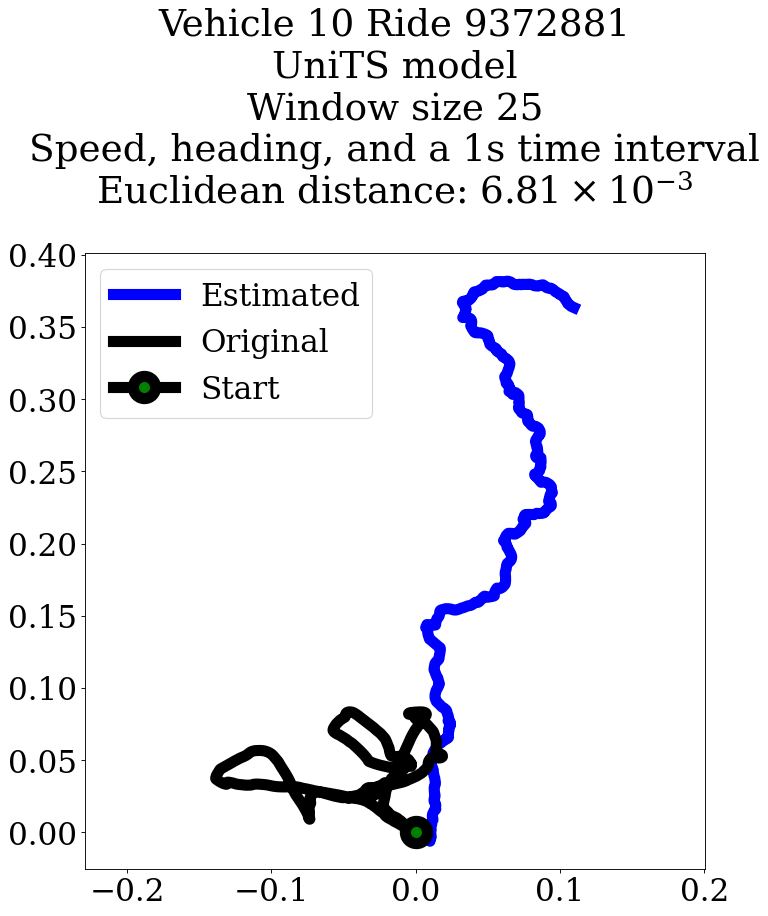 Vehicle 10 Ride 9372881
UniTS model
Window size 25
Speed, heading, and a 1s time interval
Euclidean distance: 6.81 × 10⁻³
0.40
Estimated
0.35
Original
Start
0.30
0.25
0.20
0.15
0.10
0.05
0.00
−0.2 −0.1 0.0 0.1 0.2